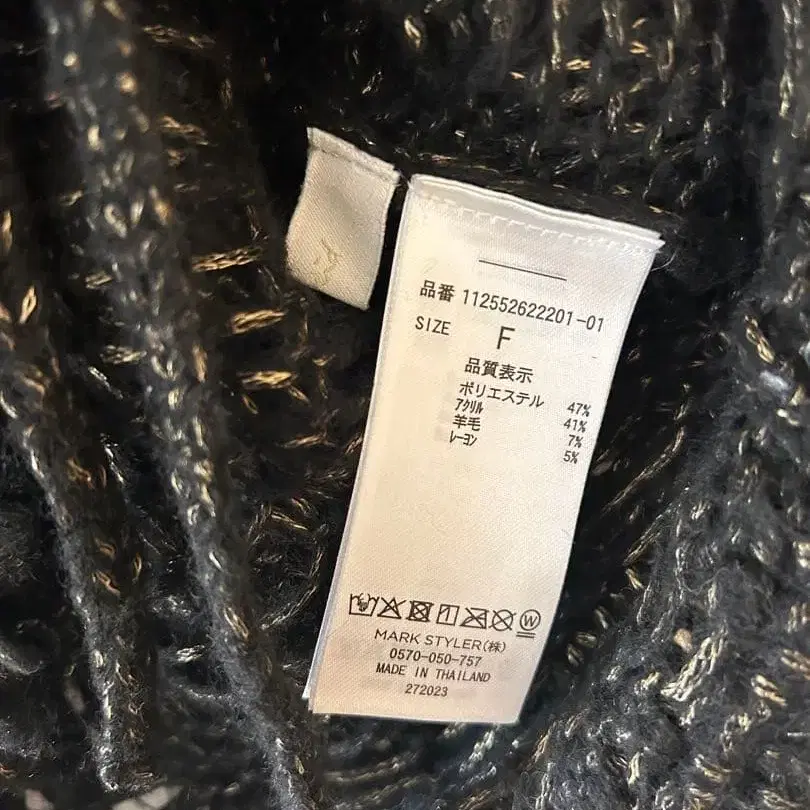 品番 112552622201-01
SIZE F
品質表示
ポリエステル 47%
アクリル 41%
羊毛 7%
レーヨン 5%
W
MARK STYLER(株)
0570-050-757
MADE IN THAILAND
272023